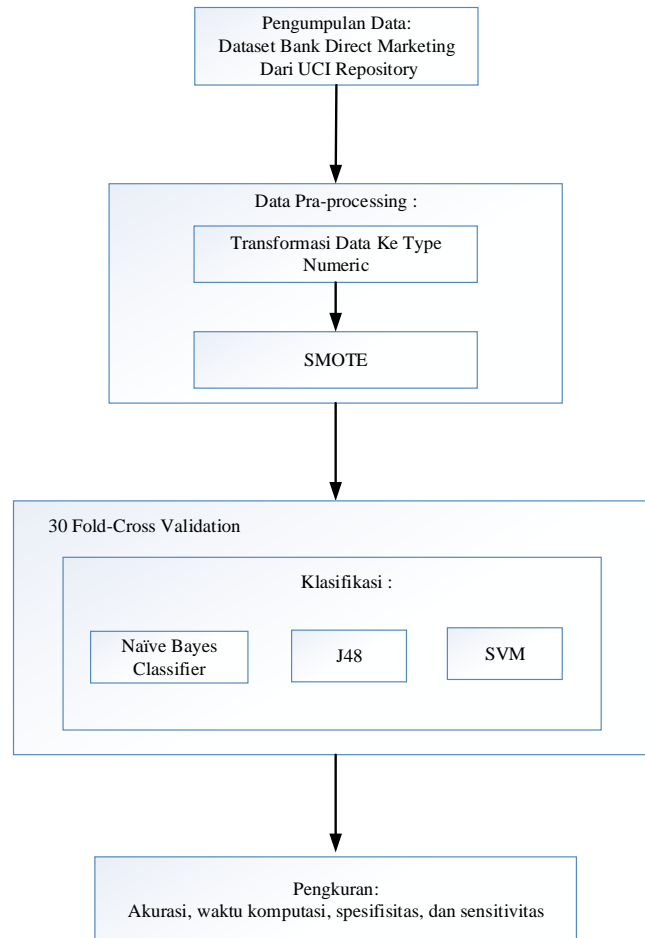 Pengumpulan Data:
Dataset Bank Direct Marketing
Dari UCI Repository
Data Pra-processing :
Transformasi Data Ke Type
Numeric
SMOTE
30 Fold-Cross Validation
Klasifikasi :
Naïve Bayes
Classifier
J48
SVM
Pengkuran:
Akurasi, waktu komputasi, spesifisitas, dan sensitivitas